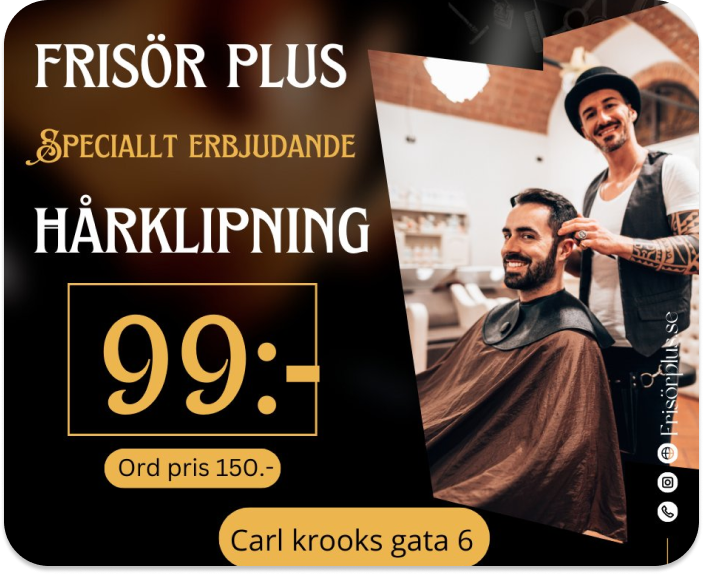 FRISÖR PLUS
SPECIALLT ERBJUDANDE
HÅRKLIPNING
99:-
Ord pris 150.-
Carl krooks gata 6
Frisörplus.se